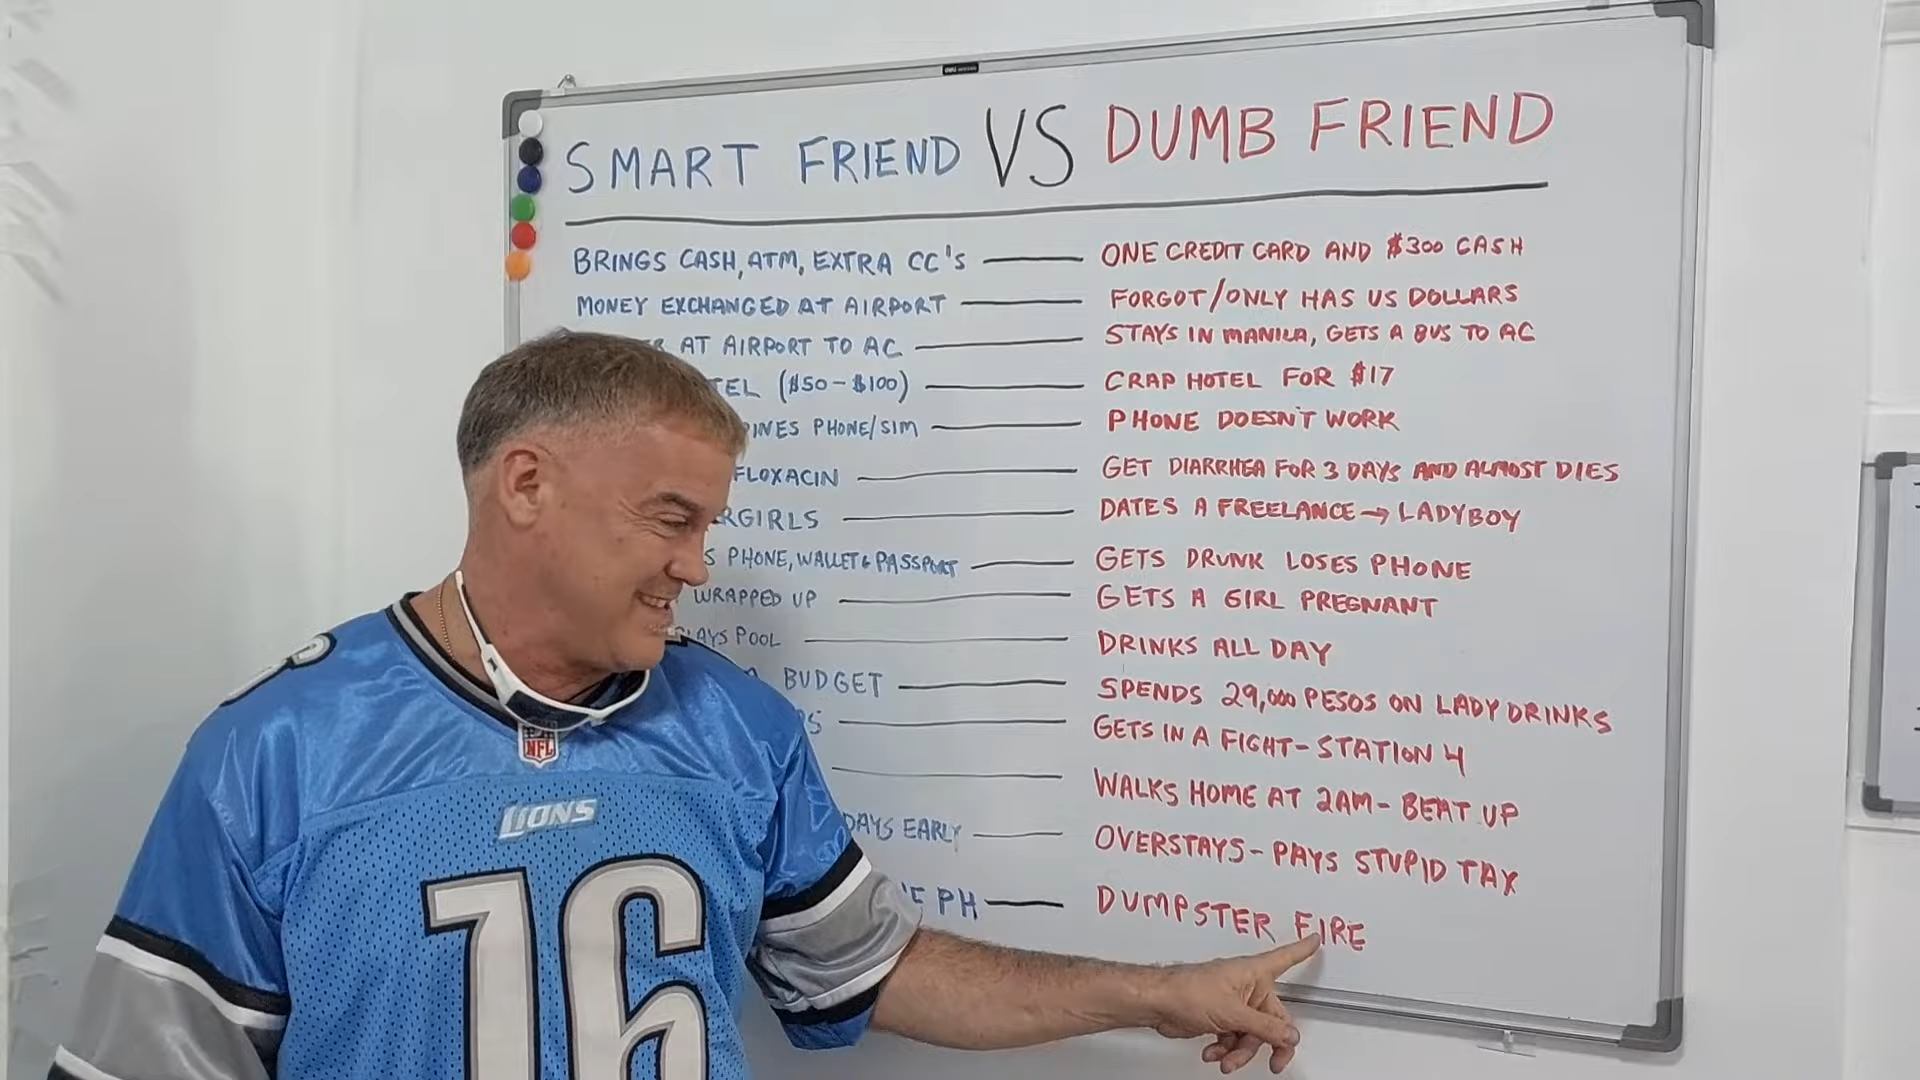 SMART FRIEND VS DUMB FRIEND
BRINGS CASH, ATM, EXTRA CC'S — ONE CREDIT CARD AND $300 CASH
MONEY EXCHANGED AT AIRPORT — FORGOT/ONLY HAS US DOLLARS
AT AIRPORT TO AC — STAYS IN MANILA, GETS A BUS TO AC
($50-$100) — CRAP HOTEL FOR $17
PHONE/SIM — PHONE DOESN'T WORK
FLOXACIN — GET DIARRHEA FOR 3 DAYS AND ALMOST DIES
RGIRLS — DATES A FREELANCE → LADYBOY
PHONE, WALLET & PASSPORT — GETS DRUNK LOSES PHONE
WRAPPED UP — GETS A GIRL PREGNANT
POOL — DRINKS ALL DAY
BUDGET — SPENDS 29,000 PESOS ON LADY DRINKS
— GETS IN A FIGHT - STATION 4
— WALKS HOME AT 2AM - BEAT UP
DAYS EARLY — OVERSTAYS - PAYS STUPID TAX
PH — DUMPSTER FIRE
NFL
LIONS
16